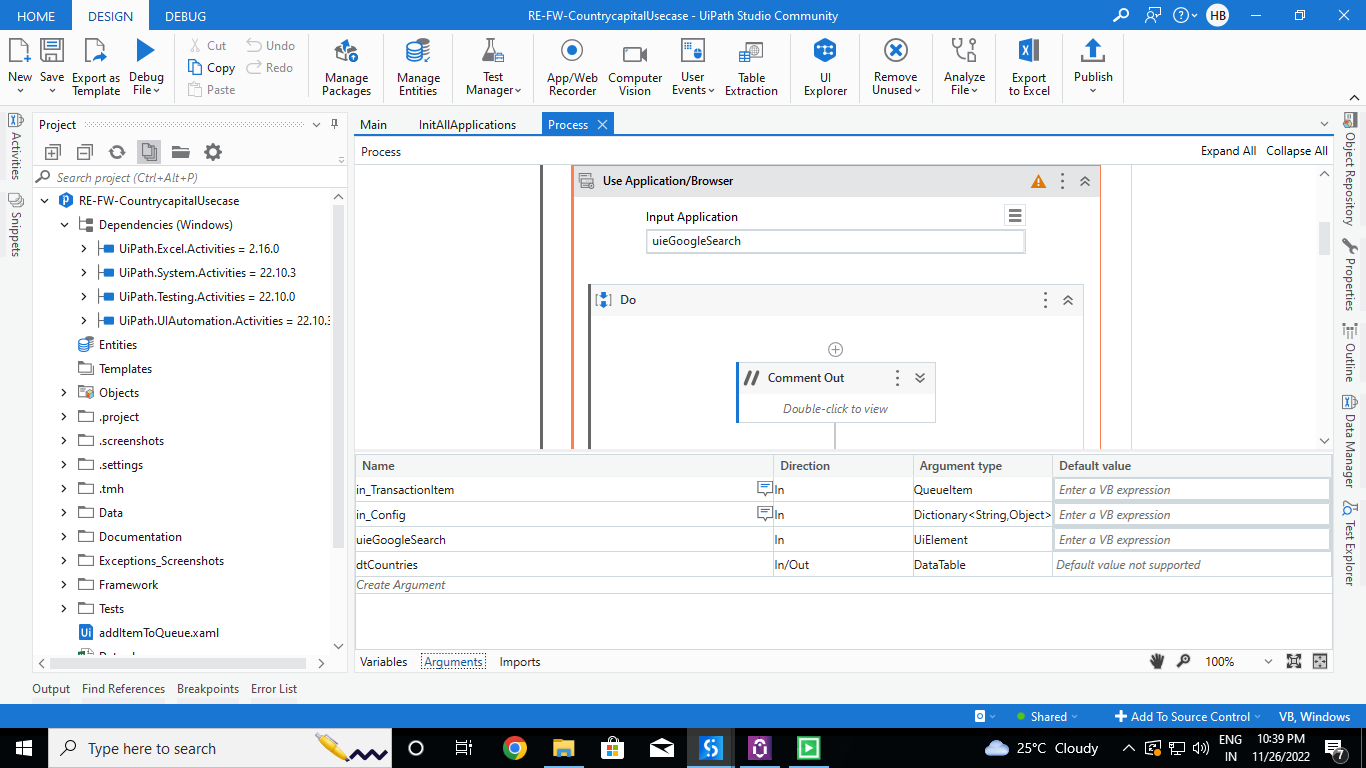 HOME DESIGN DEBUG RE-FW-CountrycapitalUsecase - UiPath Studio Community HB
New Save Export as Template Debug File Cut Copy Paste Undo Redo Manage Packages Manage Entities Test Manager App/Web Recorder Computer Vision User Events Table Extraction UI Explorer Remove Unused Analyze File Export to Excel Publish
Activities
Snippets
Project
Search project (Ctrl+Alt+P)
RE-FW-CountrycapitalUsecase
Dependencies (Windows)
UiPath.Excel.Activities = 2.16.0
UiPath.System.Activities = 22.10.3
UiPath.Testing.Activities = 22.10.0
UiPath.UIAutomation.Activities = 22.10.3
Entities
Templates
Objects
.project
.screenshots
.settings
.tmh
Data
Documentation
Exceptions_Screenshots
Framework
Tests
addItemToQueue.xaml
Main InitAllApplications Process
Process Expand All Collapse All
Use Application/Browser
Input Application
uieGoogleSearch
Do
Comment Out
Double-click to view
Name Direction Argument type Default value
in_TransactionItem In QueueItem Enter a VB expression
in_Config In Dictionary<String,Object> Enter a VB expression
uieGoogleSearch In UiElement Enter a VB expression
dtCountries In/Out DataTable Default value not supported
Create Argument
Variables Arguments Imports 100%
Object Repository
Properties
Outline
Data Manager
Test Explorer
Output Find References Breakpoints Error List
Shared Add To Source Control VB, Windows
Type here to search 25°C Cloudy ENG IN 10:39 PM 11/26/2022 7